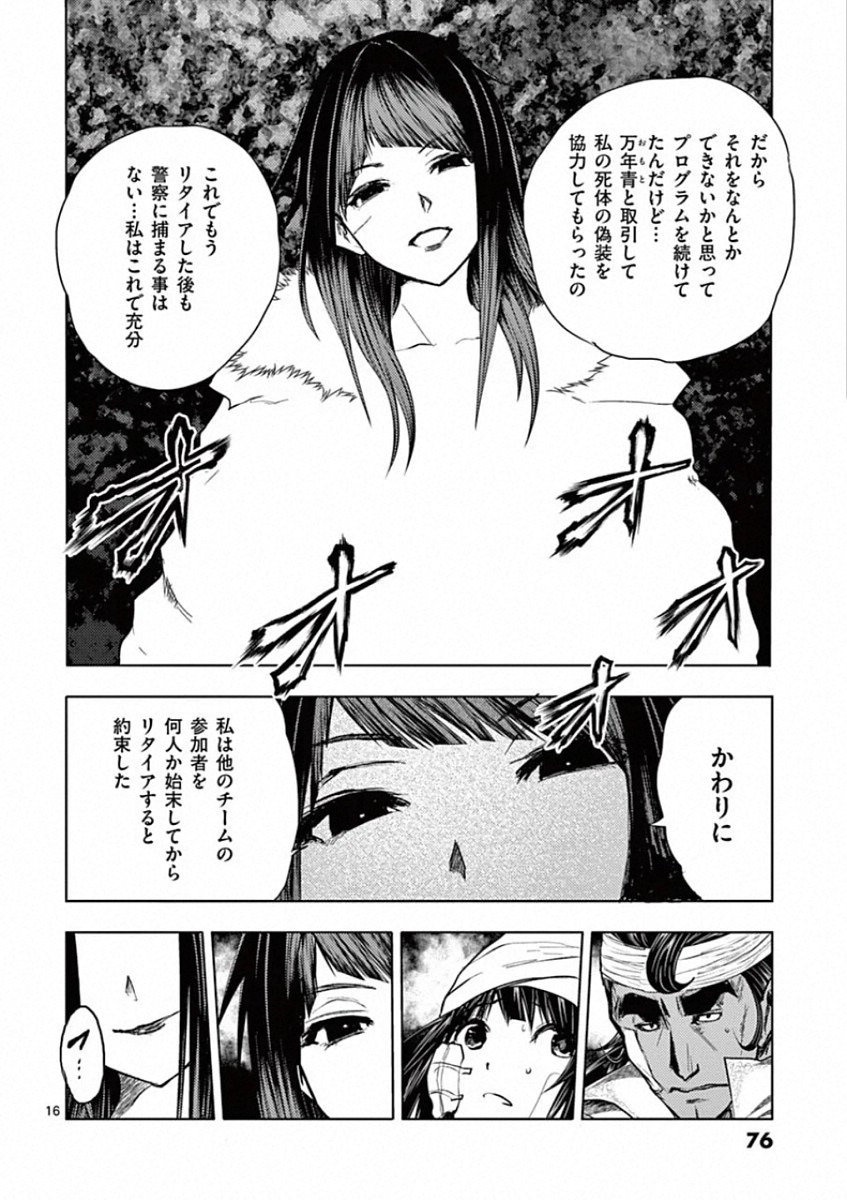 だから
それをなんとか
できないかと思って
プログラムを続けて
たんだけど…
万年青と取引して
おもと
私の死体の偽装を
協力してもらったの
これでもう
リタイアした後も
警察に捕まる事は
ない…私はこれで充分
オ
オ
オ
オ
オ
かわりに
私は他のチームの
参加者を
何人か始末してから
リタイアすると
約束した
16
76